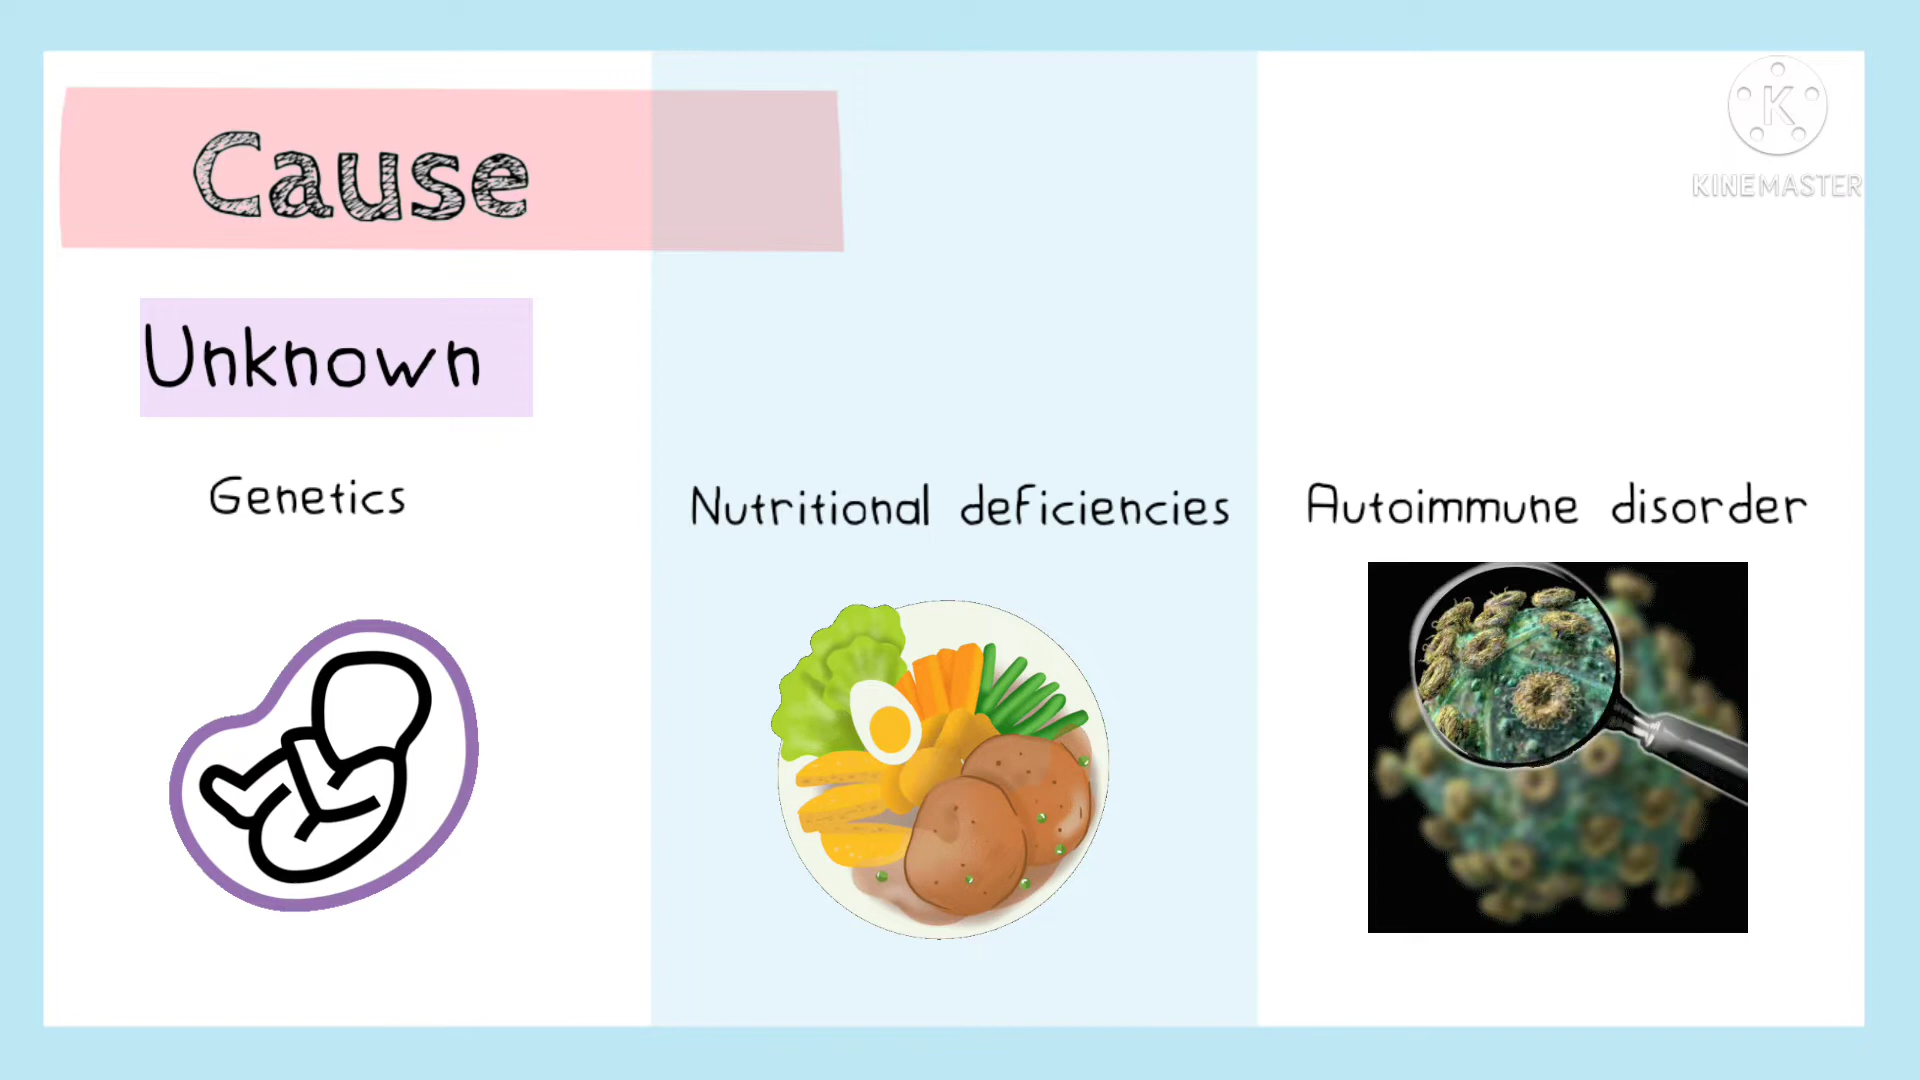 Cause
K
KINEMASTER
Unknown
Genetics
Nutritional deficiencies
Autoimmune disorder